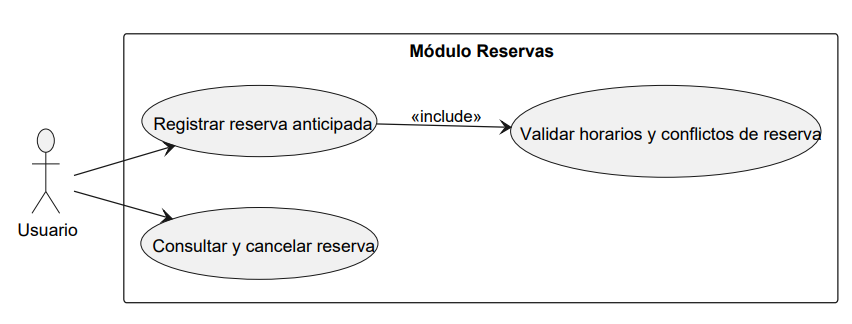 Módulo Reservas
Registrar reserva anticipada
«include»
Validar horarios y conflictos de reserva
Usuario
Consultar y cancelar reserva